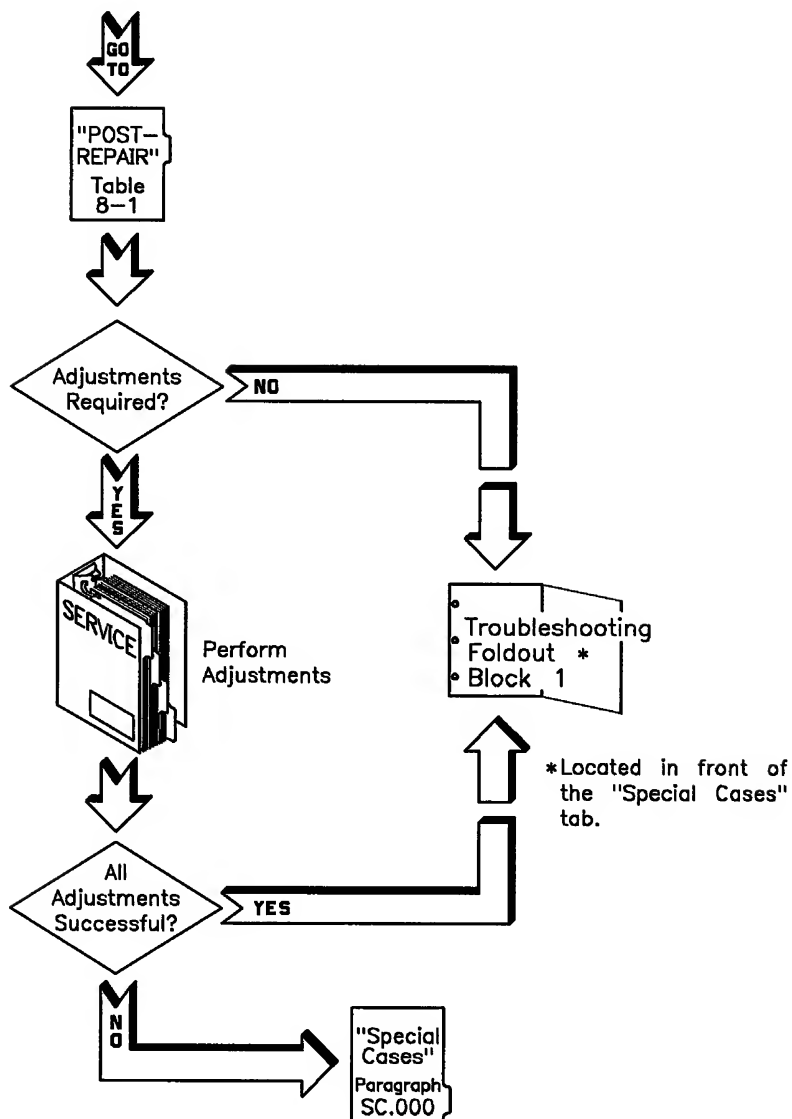 GO
TO
"POST-
REPAIR"
Table
8-1
Adjustments
Required?
NO
YES
SERVICE
Perform
Adjustments
Troubleshooting
Foldout *
Block 1
*Located in front of
the "Special Cases"
tab.
All
Adjustments
Successful?
YES
NO
"Special
Cases"
Paragraph
SC.000